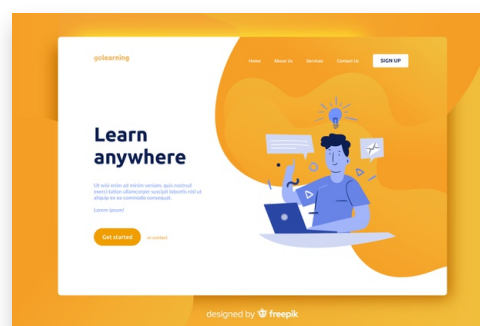 golearning
Home About Us Services Contact Us SIGN UP
Learn
anywhere
Ut wisi enim ad minim veniam, quis nostrud
exerci tation ullamcorper suscipit lobortis nisl ut
aliquip ex ea commodo consequat.
Lorem ipsum!
Get started or contact
designed by freepik